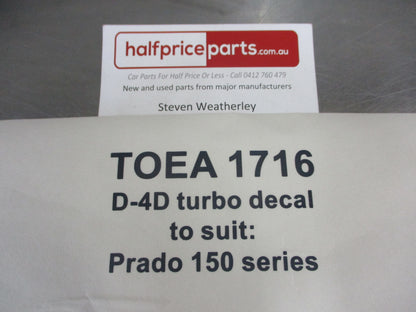 halfpriceparts.com.au
Car Parts For Half Price Or Less - Call 0412 760 479
New and used parts from major manufacturers
Steven Weatherley
TOEA 1716
D-4D turbo decal
to suit:
Prado 150 series